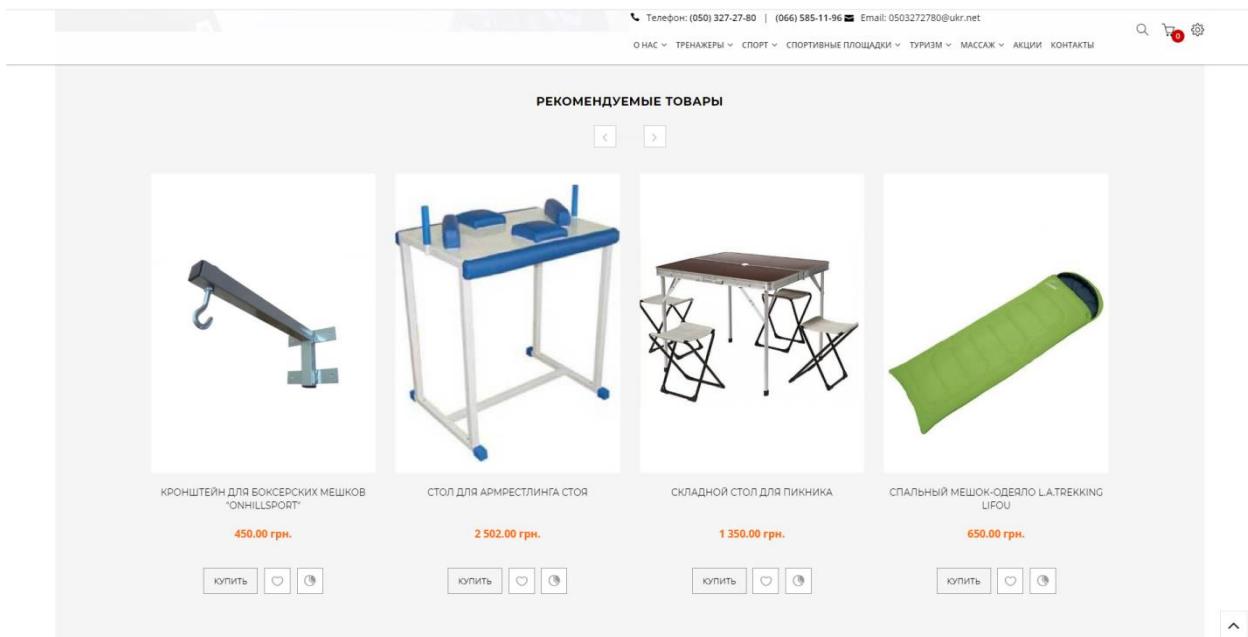 Телефон: (050) 327-27-80 | (066) 585-11-96 Email: 0503272780@ukr.net
О НАС ТРЕНАЖЕРЫ СПОРТ СПОРТИВНЫЕ ПЛОЩАДКИ ТУРИЗМ МАССАЖ АКЦИИ КОНТАКТЫ
0
РЕКОМЕНДУЕМЫЕ ТОВАРЫ
КРОНШТЕЙН ДЛЯ БОКСЕРСКИХ МЕШКОВ
"ONHILLSPORT"
450.00 грн.
КУПИТЬ
СТОЛ ДЛЯ АРМРЕСТЛИНГА СТОЯ
2 502.00 грн.
КУПИТЬ
СКЛАДНОЙ СТОЛ ДЛЯ ПИКНИКА
1 350.00 грн.
КУПИТЬ
СПАЛЬНЫЙ МЕШОК-ОДЕЯЛО L.A.TREKKING
LIFOU
650.00 грн.
КУПИТЬ